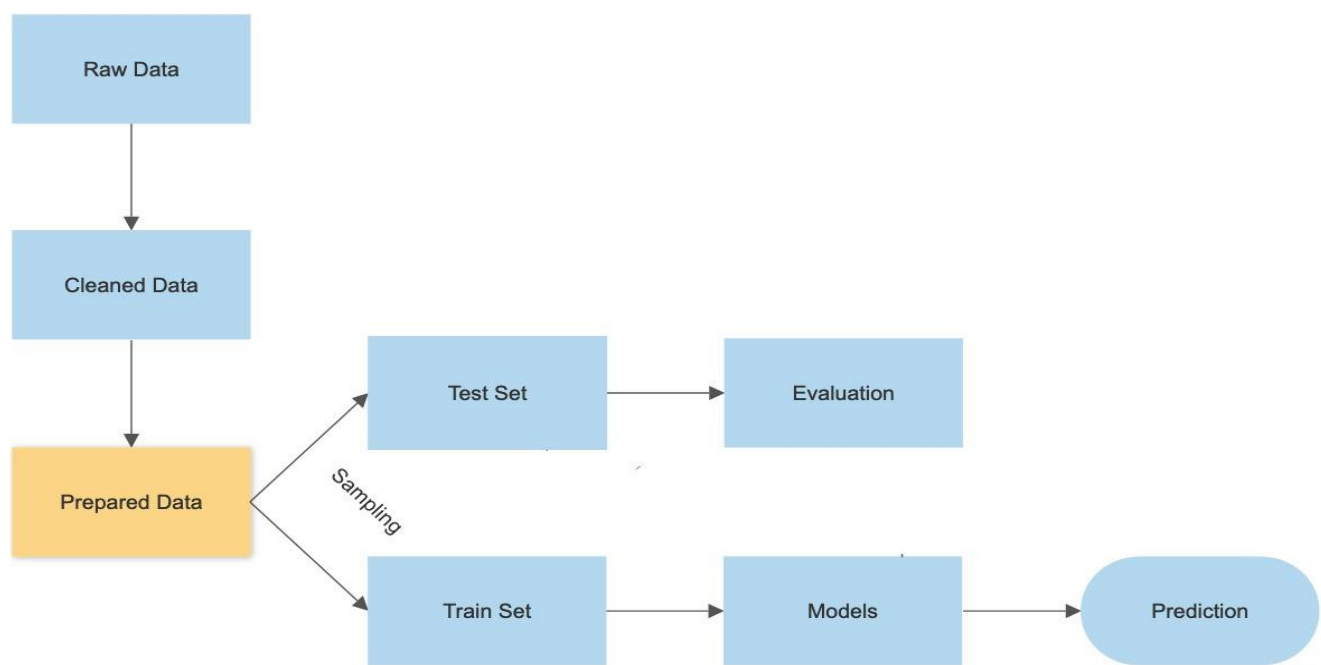 Raw Data
Cleaned Data
Test Set
Evaluation
Prepared Data
Sampling
Train Set
Models
Prediction